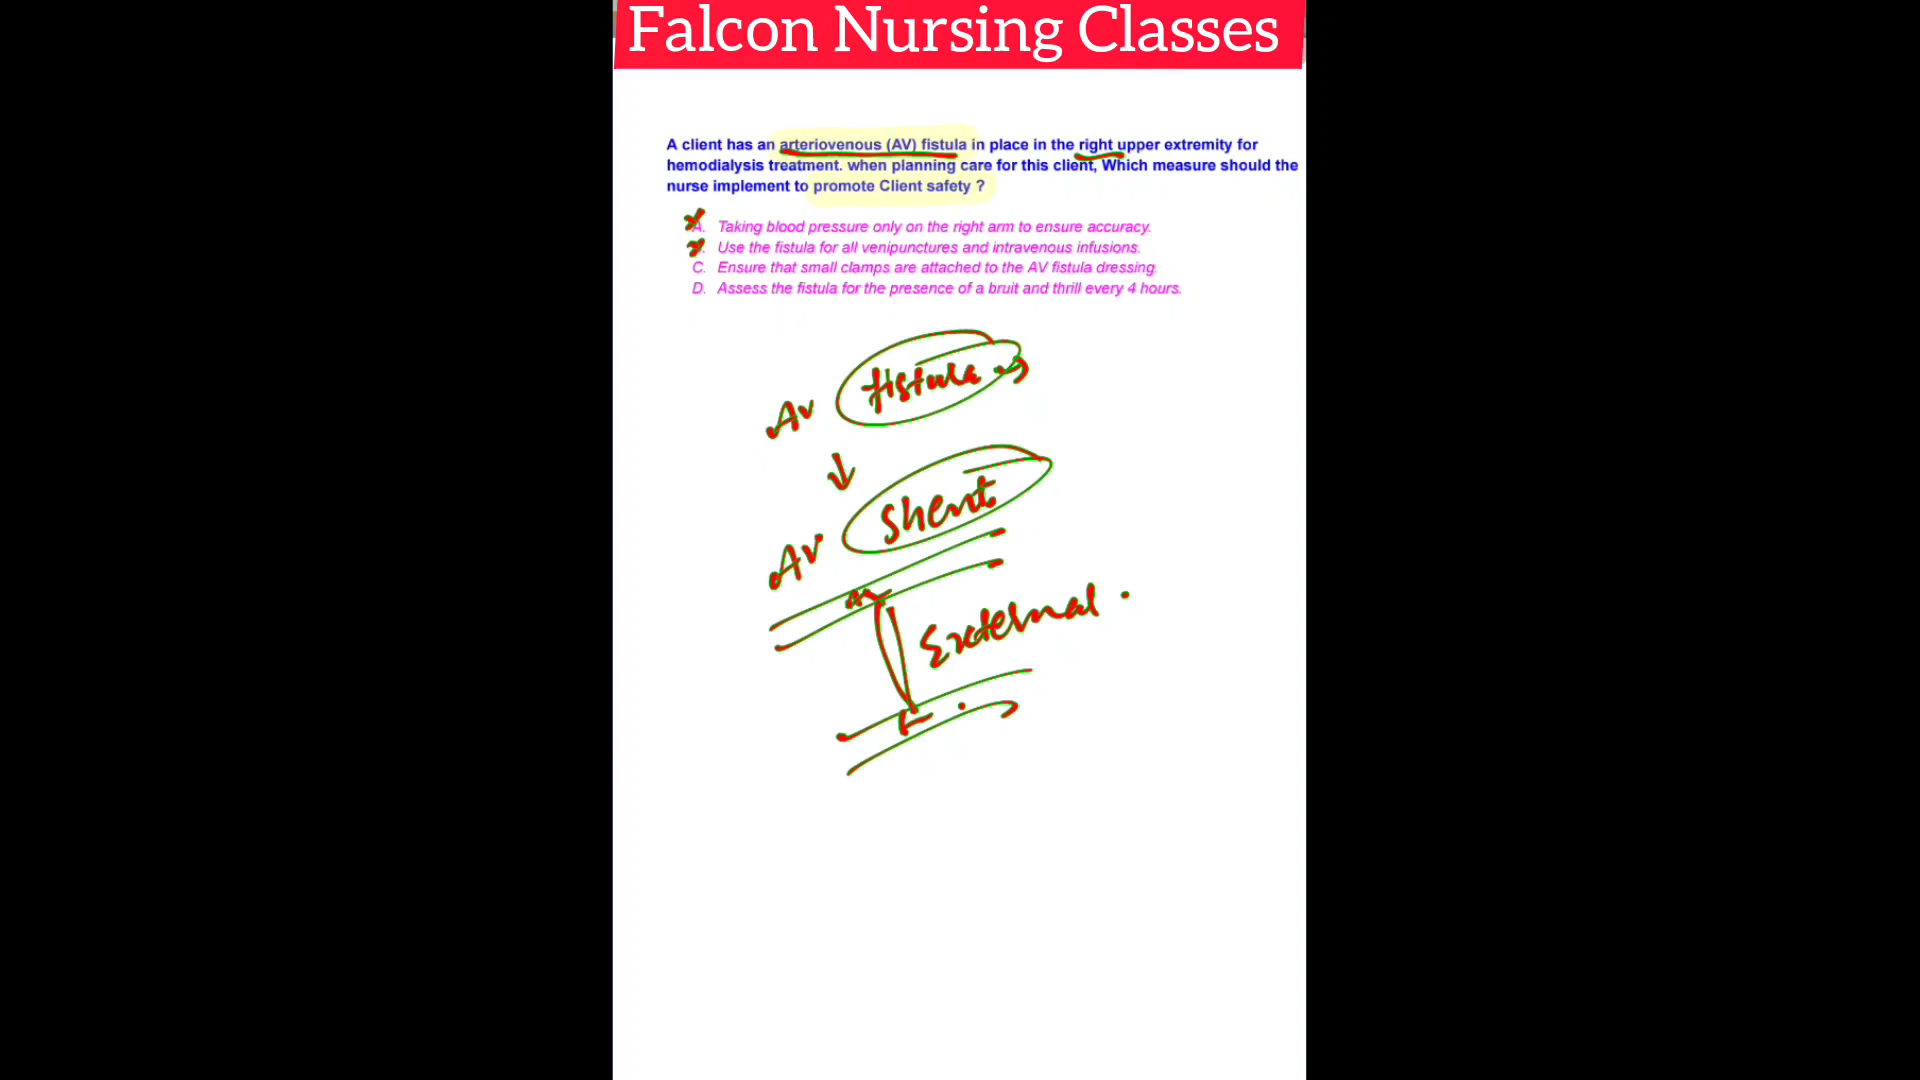 Falcon Nursing Classes
A client has an arteriovenous (AV) fistula in place in the right upper extremity for
hemodialysis treatment. when planning care for this client, Which measure should the
nurse implement to promote Client safety ?
A. Taking blood pressure only on the right arm to ensure accuracy.
Use the fistula for all venipunctures and intravenous infusions.
C. Ensure that small clamps are attached to the AV fistula dressing.
D. Assess the fistula for the presence of a bruit and thrill every 4 hours.
AV fistula
AV Shent
External